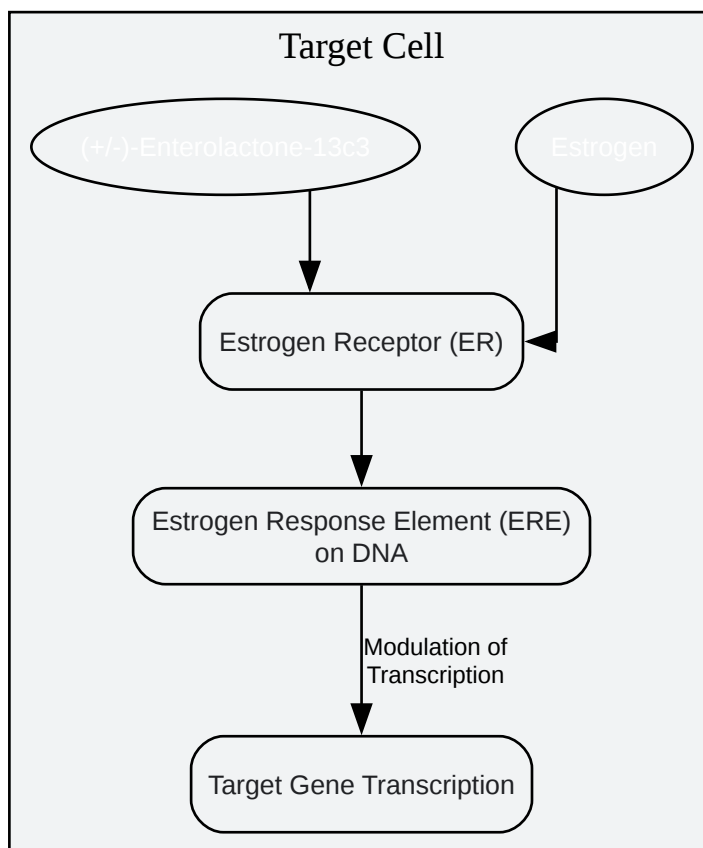 Target Cell
(+/-)-Enterolactone-13c3
Estrogen
Estrogen Receptor (ER)
Estrogen Response Element (ERE)
on DNA
Modulation of
Transcription
Target Gene Transcription